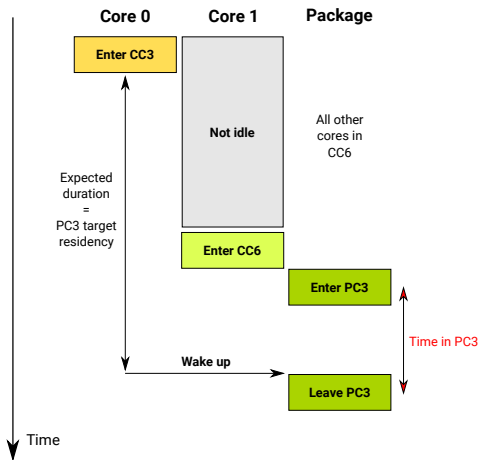 Core 0
Core 1
Package
Enter CC3
Not idle
All other
cores in
CC6
Expected
duration
=
PC3 target
residency
Enter CC6
Enter PC3
Time in PC3
Wake up
Leave PC3
Time